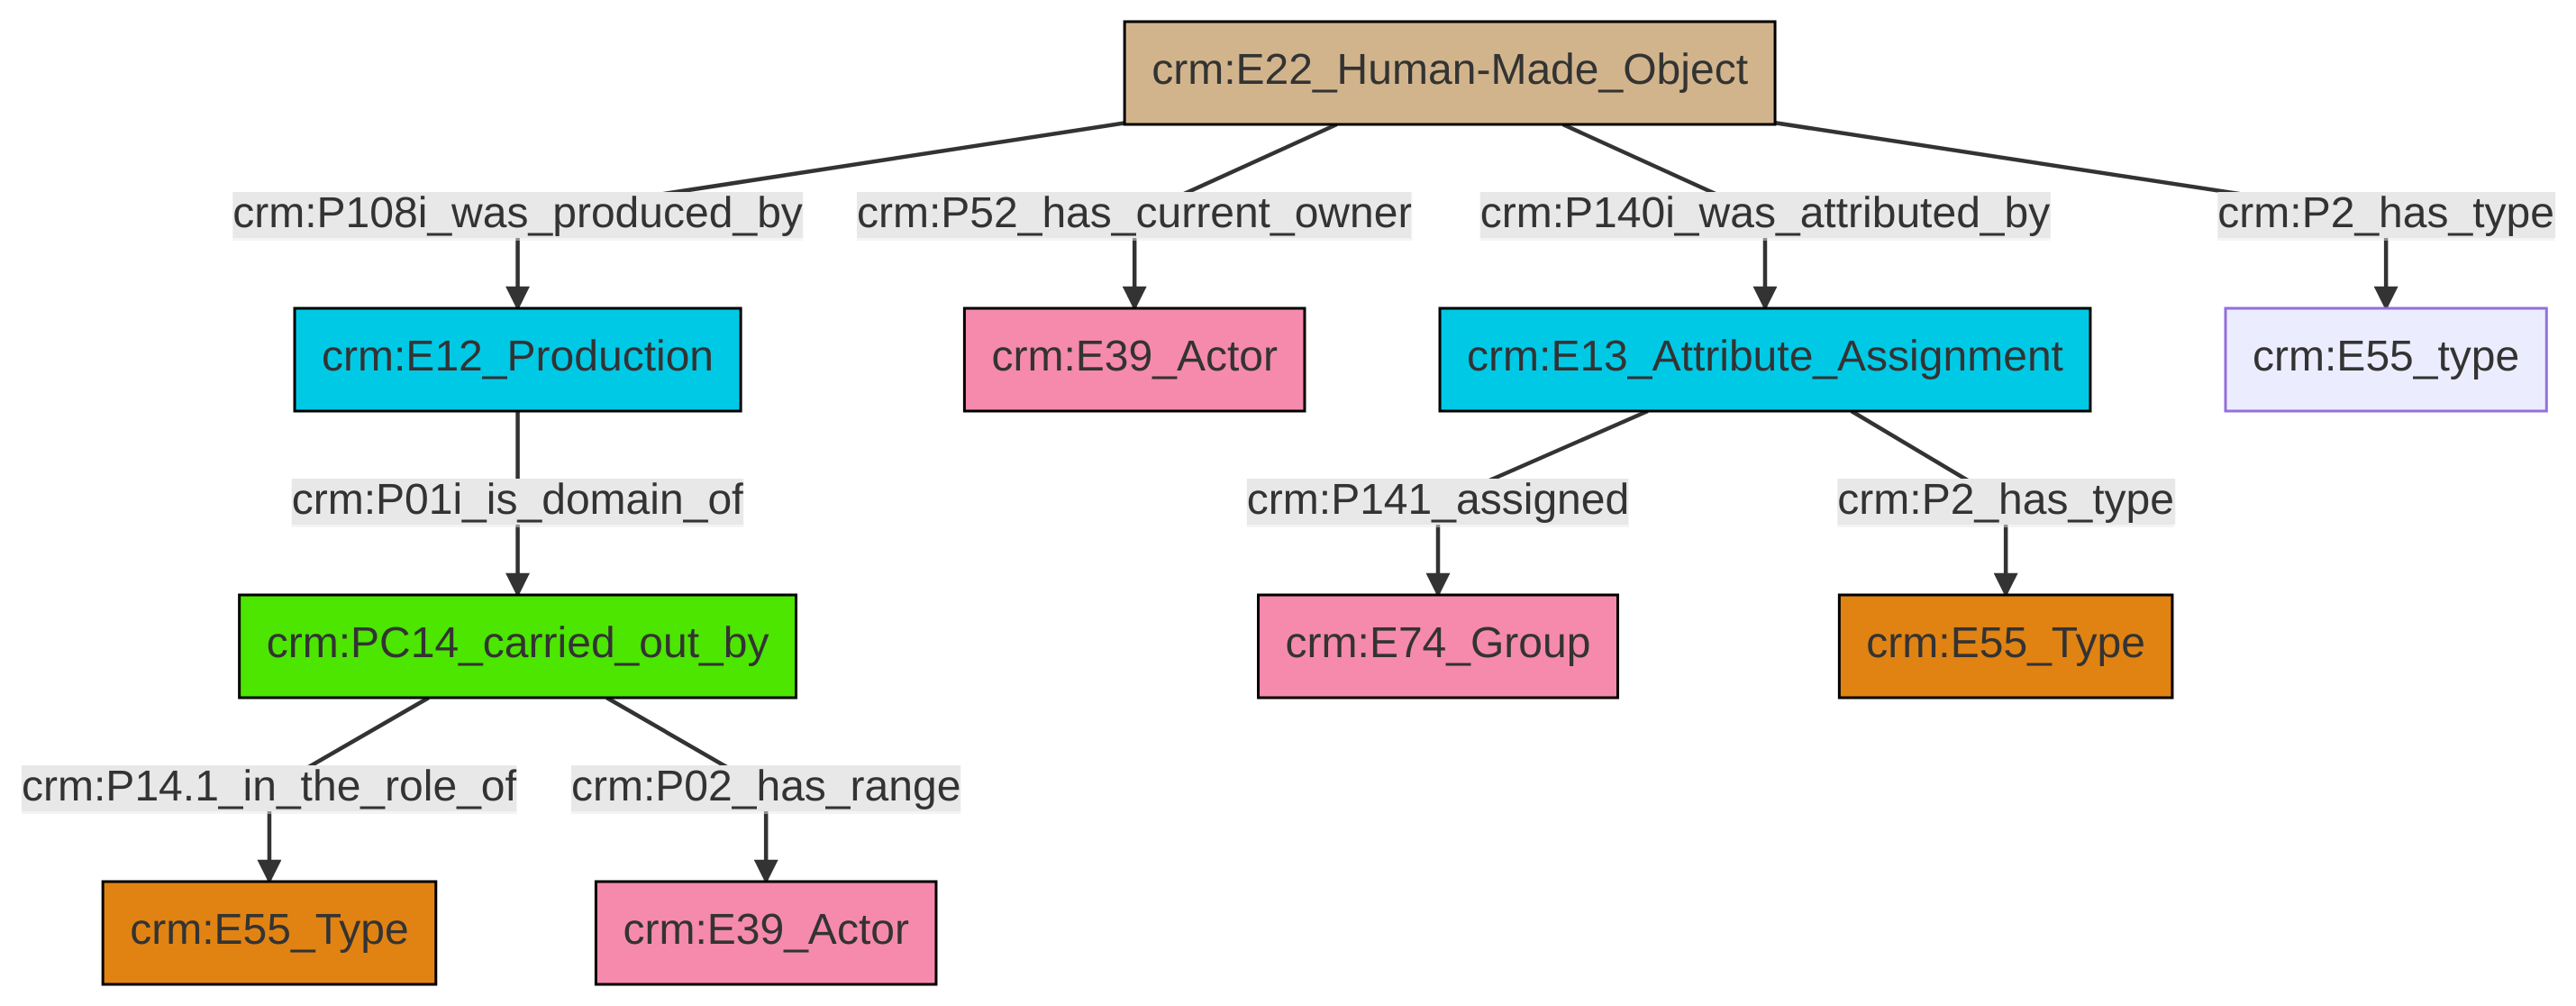 crm:E22_Human-Made_Object
crm:P108i_was_produced_by
crm:P52_has_current_owner
crm:P140i_was_attributed_by
crm:P2_has_type
crm:E12_Production
crm:E39_Actor
crm:E13_Attribute_Assignment
crm:E55_type
crm:P01i_is_domain_of
crm:P141_assigned
crm:P2_has_type
crm:PC14_carried_out_by
crm:E74_Group
crm:E55_Type
crm:P14.1_in_the_role_of
crm:P02_has_range
crm:E55_Type
crm:E39_Actor